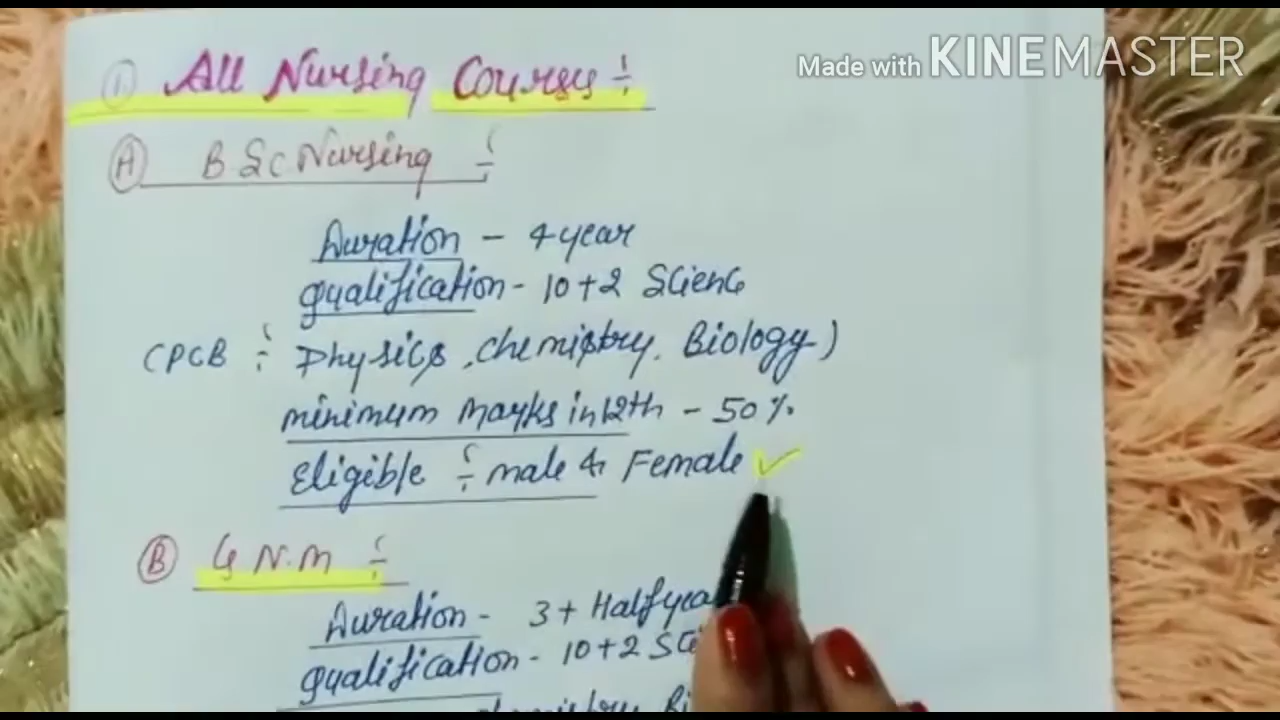 Made with KINEMASTER
① All Nursing Courses :-
Ⓐ B Sc Nursing :-
Duration - 4 year
qualification - 10+2 Science
(PCB :- Physics, chemistry, Biology)
minimum marks in 12th - 50%
Eligible :- male & Female ✓
Ⓑ G N.M :-
Duration - 3 + Half year
qualification - 10+2